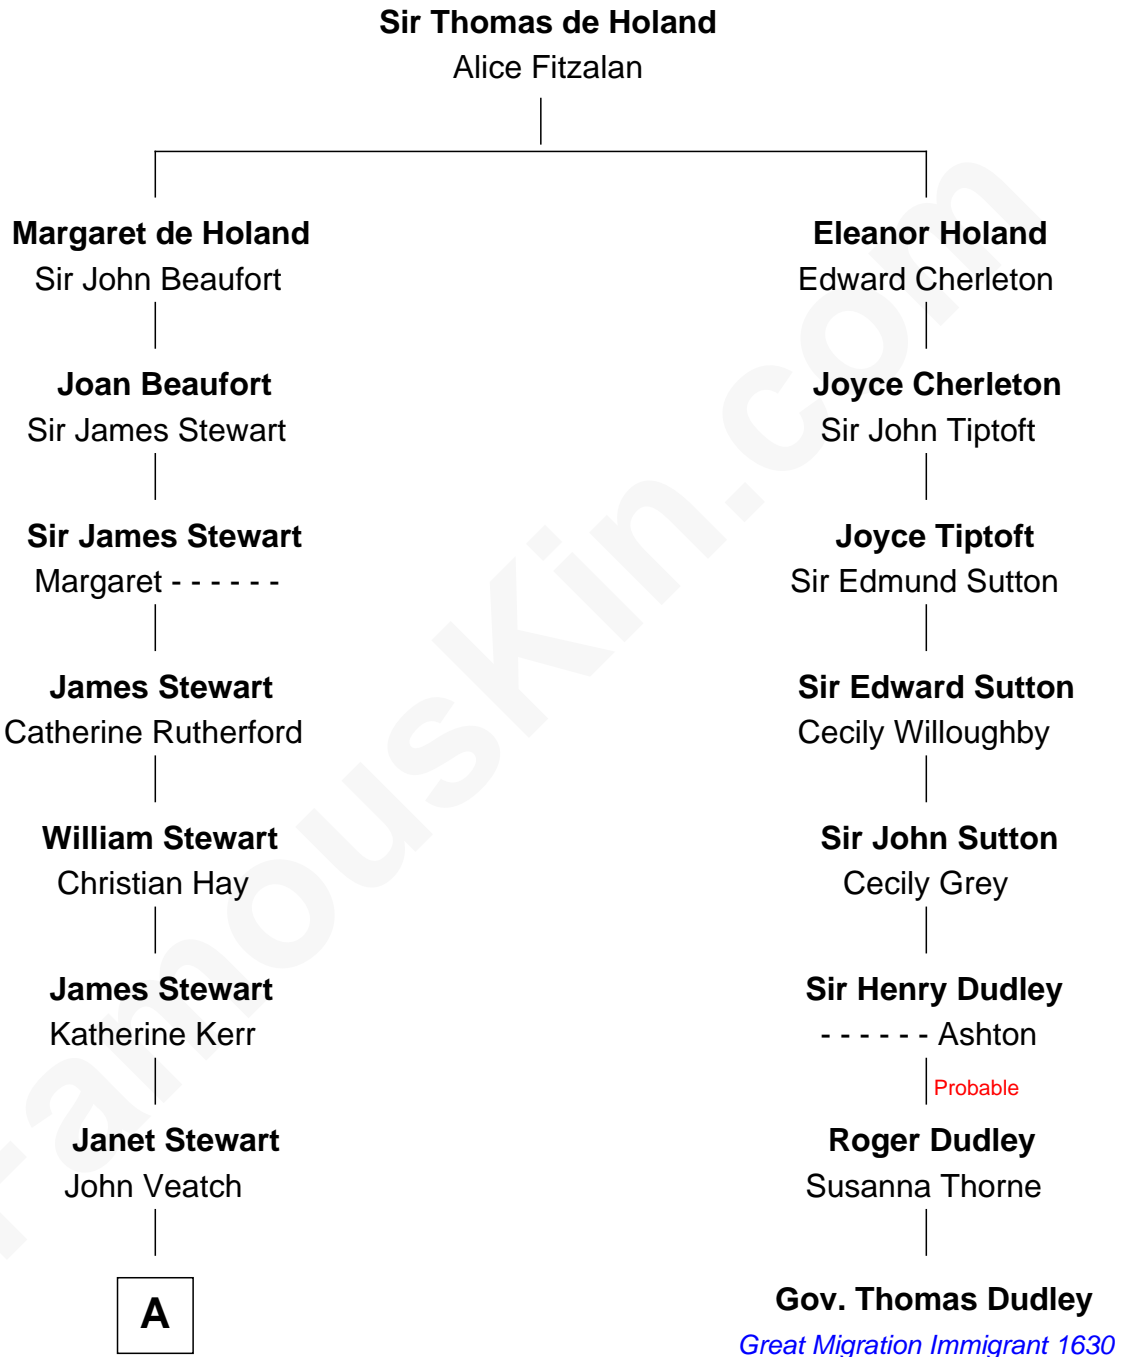 Sir Thomas de Holand
Alice Fitzalan
Margaret de Holand
Sir John Beaufort
Eleanor Holand
Edward Cherleton
Joan Beaufort
Sir James Stewart
Joyce Cherleton
Sir John Tiptoft
Sir James Stewart
Margaret - - - - - -
Joyce Tiptoft
Sir Edmund Sutton
James Stewart
Catherine Rutherford
Sir Edward Sutton
Cecily Willoughby
William Stewart
Christian Hay
Sir John Sutton
Cecily Grey
James Stewart
Katherine Kerr
Sir Henry Dudley
- - - - - - Ashton
Probable
Janet Stewart
John Veatch
Roger Dudley
Susanna Thorne
A
Gov. Thomas Dudley
Great Migration Immigrant 1630
FamousKin.com